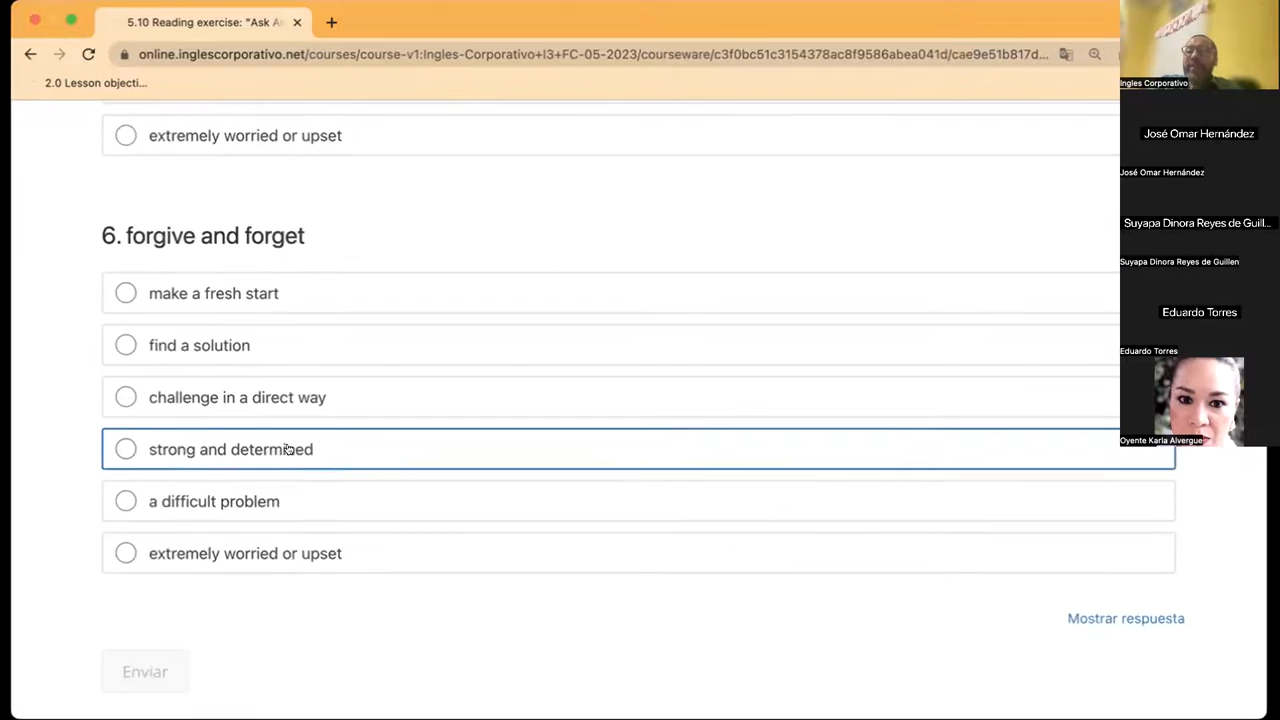 5.10 Reading exercise: "Ask A
online.inglescorporativo.net/courses/course-v1:Ingles-Corporativo+I3+FC-05-2023/courseware/c3f0bc51c3154378ac8f9586abea041d/cae9e51b817d...
2.0 Lesson objecti...
extremely worried or upset
6. forgive and forget
make a fresh start
find a solution
challenge in a direct way
strong and determined
a difficult problem
extremely worried or upset
Mostrar respuesta
Enviar
Ingles Corporativo
José Omar Hernández
José Omar Hernández
Suyapa Dinora Reyes de Guill...
Suyapa Dinora Reyes de Guillen
Eduardo Torres
Eduardo Torres
Oyente Karla Alvergue